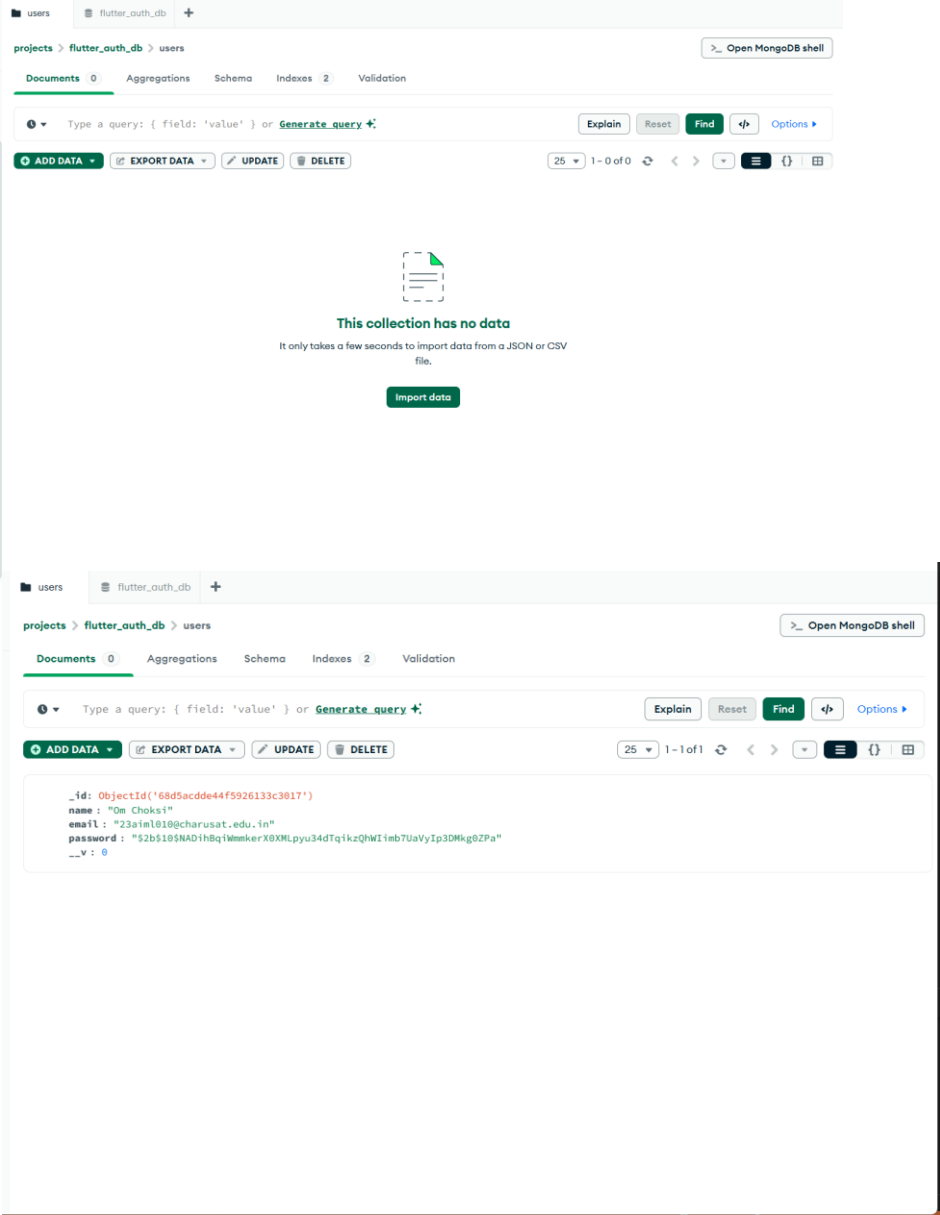 users flutter_auth_db
projects > flutter_auth_db > users >_ Open MongoDB shell
Documents 0 Aggregations Schema Indexes 2 Validation
Type a query: { field: 'value' } or Generate query Explain Reset Find </> Options
ADD DATA EXPORT DATA UPDATE DELETE 25 1 – 0 of 0 {}
This collection has no data
It only takes a few seconds to import data from a JSON or CSV
file.
Import data
users flutter_auth_db
projects > flutter_auth_db > users >_ Open MongoDB shell
Documents 0 Aggregations Schema Indexes 2 Validation
Type a query: { field: 'value' } or Generate query Explain Reset Find </> Options
ADD DATA EXPORT DATA UPDATE DELETE 25 1 – 1 of 1 {}
_id: ObjectId('68d5acdde44f5926133c3017')
name : "Om Choksi"
email : "23aiml010@charusat.edu.in"
password : "$2b$10$NADihBqiWmmkerX0XMLpyu34dTqikzQhWIimb7UaVyIp3DMkg0ZPa"
__v : 0